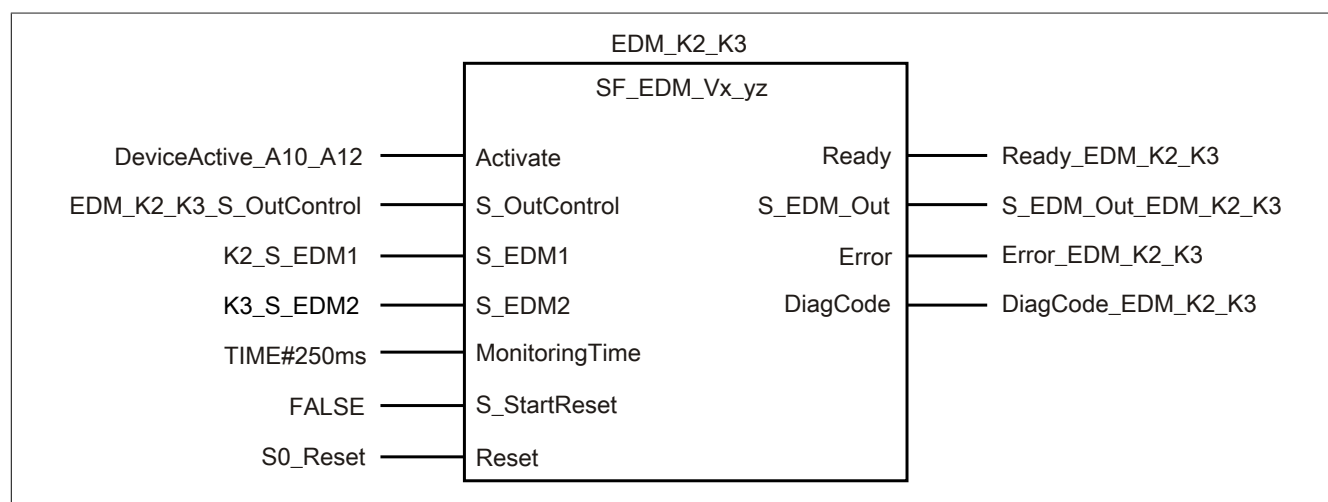 EDM_K2_K3
SF_EDM_Vx_yz
DeviceActive_A10_A12 Activate Ready Ready_EDM_K2_K3
EDM_K2_K3_S_OutControl S_OutControl S_EDM_Out S_EDM_Out_EDM_K2_K3
K2_S_EDM1 S_EDM1 Error Error_EDM_K2_K3
K3_S_EDM2 S_EDM2 DiagCode DiagCode_EDM_K2_K3
TIME#250ms MonitoringTime
FALSE S_StartReset
S0_Reset Reset